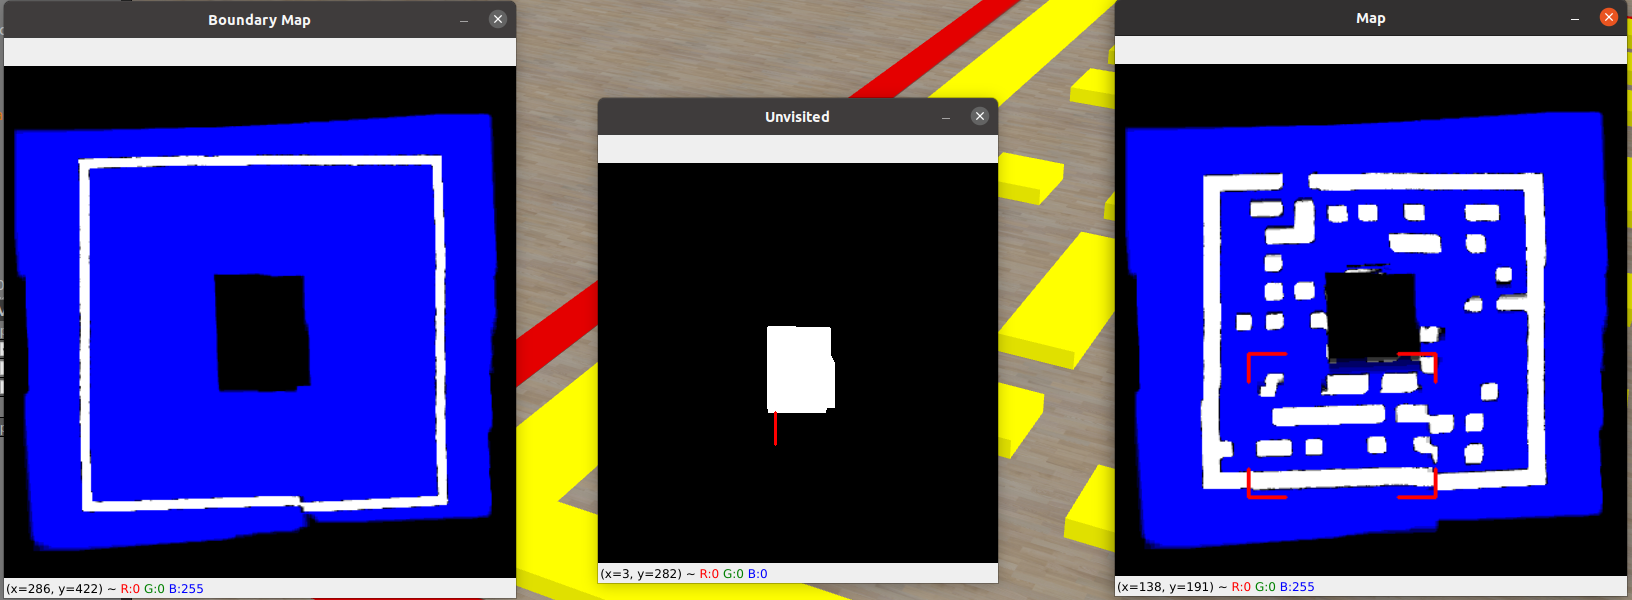 Boundary Map
(x=286, y=422) ~ R:0 G:0 B:255
Unvisited
(x=3, y=282) ~ R:0 G:0 B:0
Map
(x=138, y=191) ~ R:0 G:0 B:255